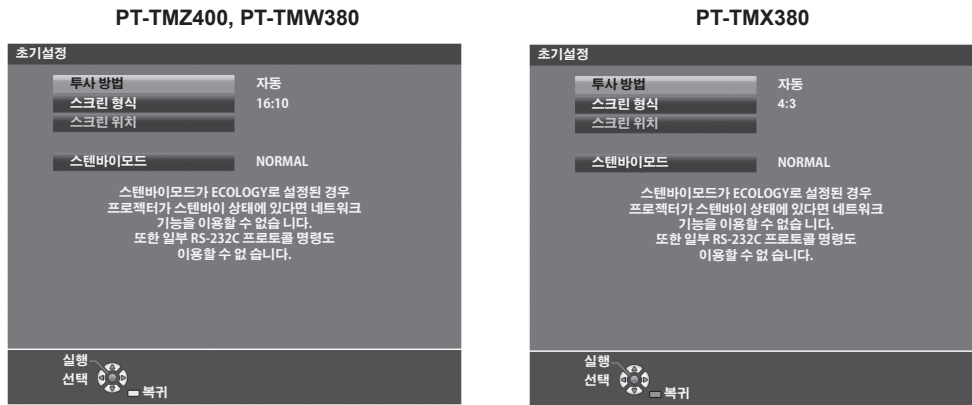 PT-TMZ400, PT-TMW380
초기설정
투사 방법 자동
스크린 형식 16:10
스크린 위치
스텐바이모드 NORMAL
스텐바이모드가 ECOLOGY로 설정된 경우
프로젝터가 스텐바이 상태에 있다면 네트워크
기능을 이용할 수 없습 니다.
또한 일부 RS-232C 프로토콜 명령도
이용할 수 없 습니다.
실행
선택
복귀
PT-TMX380
초기설정
투사 방법 자동
스크린 형식 4:3
스크린 위치
스텐바이모드 NORMAL
스텐바이모드가 ECOLOGY로 설정된 경우
프로젝터가 스텐바이 상태에 있다면 네트워크
기능을 이용할 수 없습 니다.
또한 일부 RS-232C 프로토콜 명령도
이용할 수 없 습니다.
실행
선택
복귀